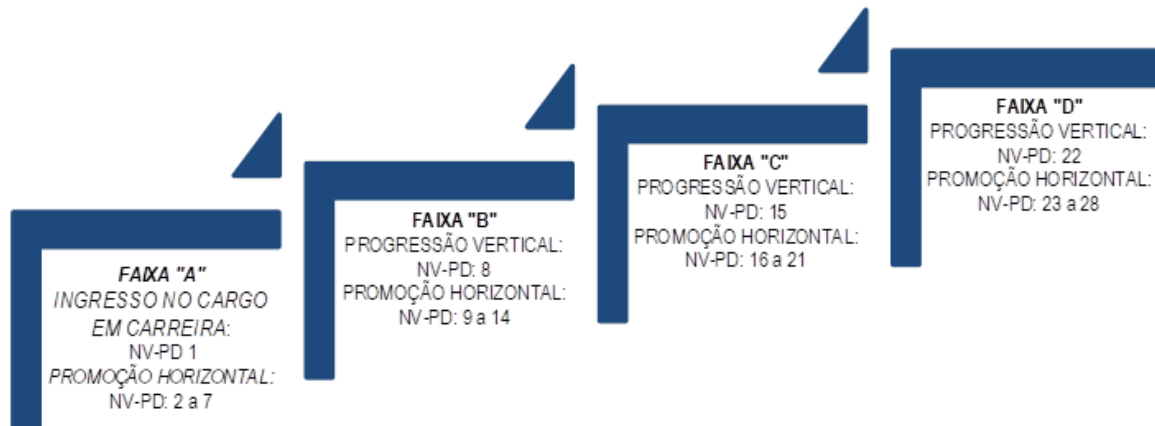 FAIXA "A"
INGRESSO NO CARGO
EM CARREIRA:
NV-PD 1
PROMOÇÃO HORIZONTAL:
NV-PD: 2 a 7
FAIXA "B"
PROGRESSÃO VERTICAL:
NV-PD: 8
PROMOÇÃO HORIZONTAL:
NV-PD: 9 a 14
FAIXA "C"
PROGRESSÃO VERTICAL:
NV-PD: 15
PROMOÇÃO HORIZONTAL:
NV-PD: 16 a 21
FAIXA "D"
PROGRESSÃO VERTICAL:
NV-PD: 22
PROMOÇÃO HORIZONTAL:
NV-PD: 23 a 28